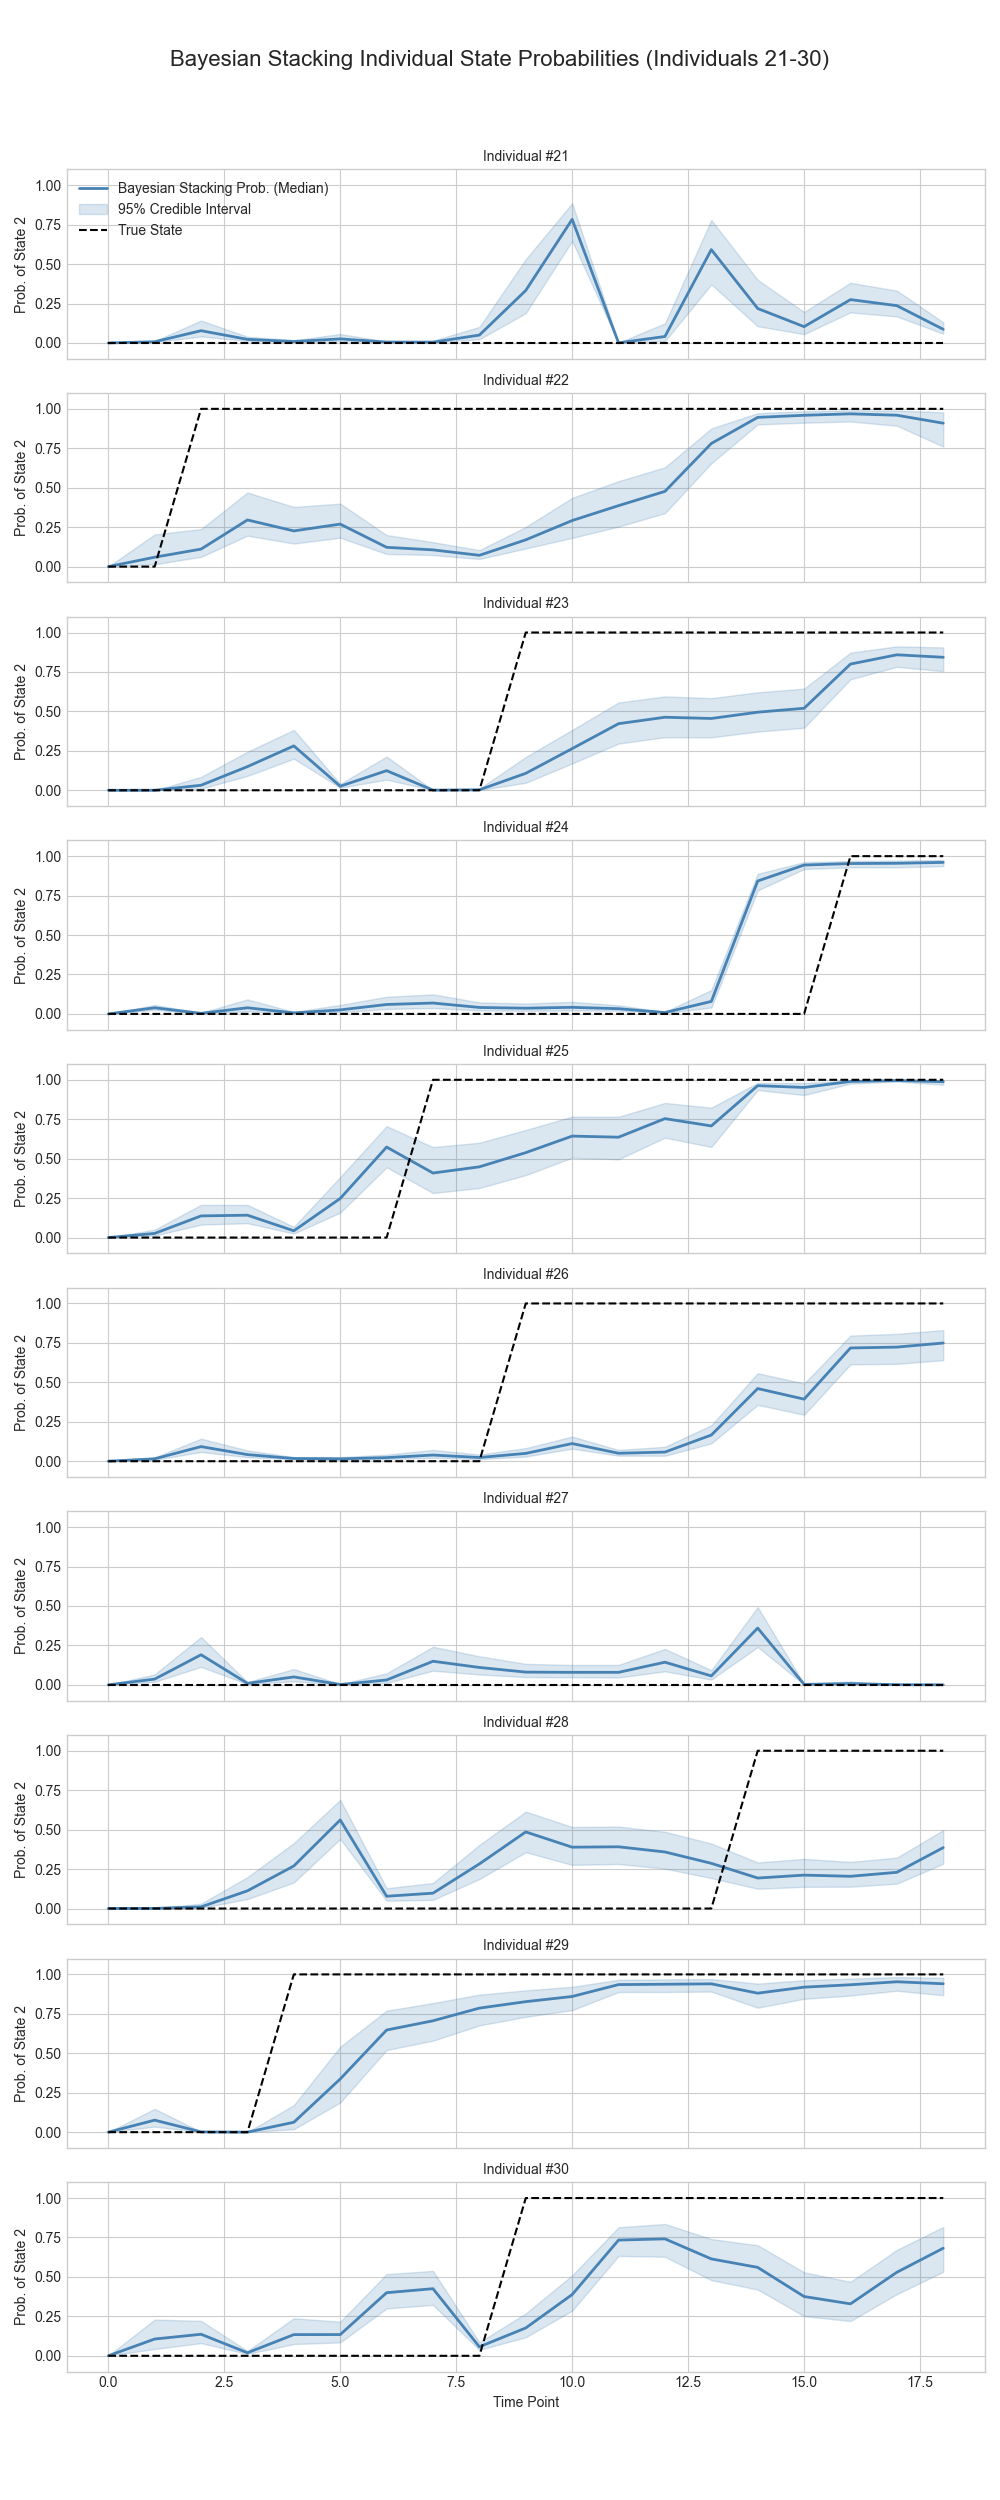 Bayesian Stacking Individual State Probabilities (Individuals 21-30)
Individual #21
1.00
0.75
0.50
0.25
0.00
Prob. of State 2
Bayesian Stacking Prob. (Median)
95% Credible Interval
True State
Individual #22
1.00
0.75
0.50
0.25
0.00
Prob. of State 2
Individual #23
1.00
0.75
0.50
0.25
0.00
Prob. of State 2
Individual #24
1.00
0.75
0.50
0.25
0.00
Prob. of State 2
Individual #25
1.00
0.75
0.50
0.25
0.00
Prob. of State 2
Individual #26
1.00
0.75
0.50
0.25
0.00
Prob. of State 2
Individual #27
1.00
0.75
0.50
0.25
0.00
Prob. of State 2
Individual #28
1.00
0.75
0.50
0.25
0.00
Prob. of State 2
Individual #29
1.00
0.75
0.50
0.25
0.00
Prob. of State 2
Individual #30
1.00
0.75
0.50
0.25
0.00
Prob. of State 2
0.0 2.5 5.0 7.5 10.0 12.5 15.0 17.5
Time Point